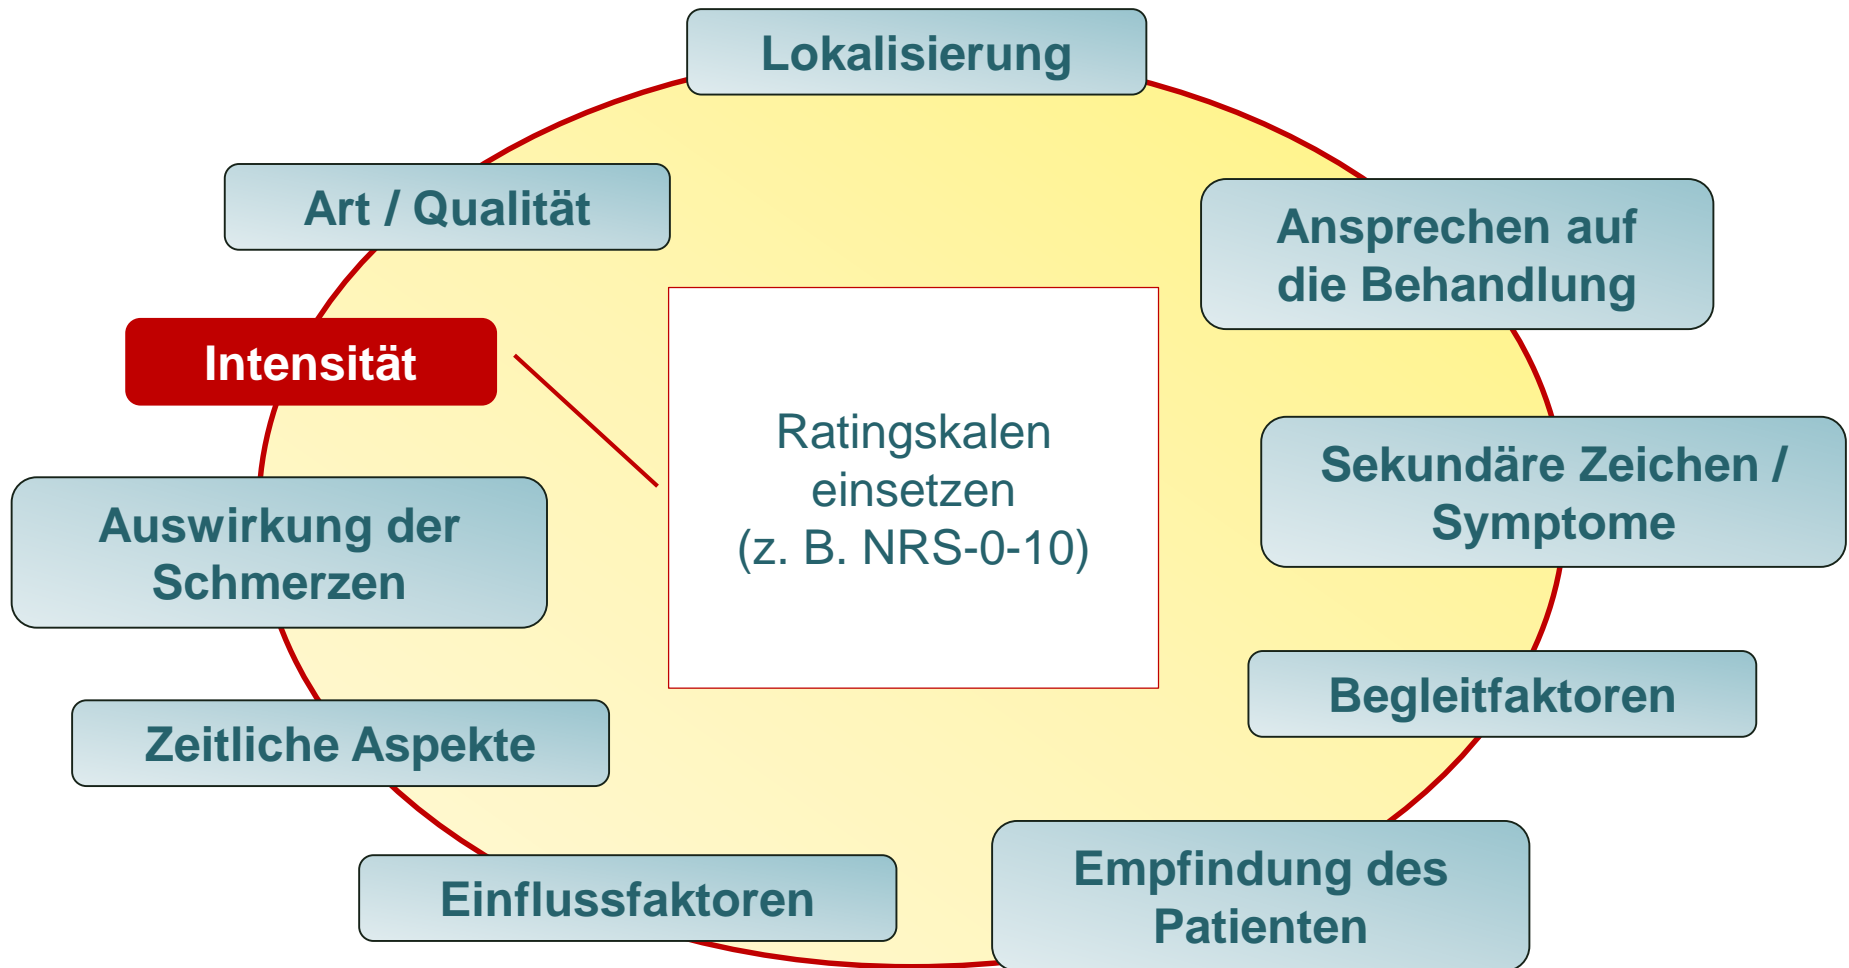 Lokalisierung
Art / Qualität
Ansprechen auf
die Behandlung
Intensität
Ratingskalen
einsetzen
(z. B. NRS-0-10)
Sekundäre Zeichen /
Symptome
Auswirkung der
Schmerzen
Begleitfaktoren
Zeitliche Aspekte
Empfindung des
Patienten
Einflussfaktoren